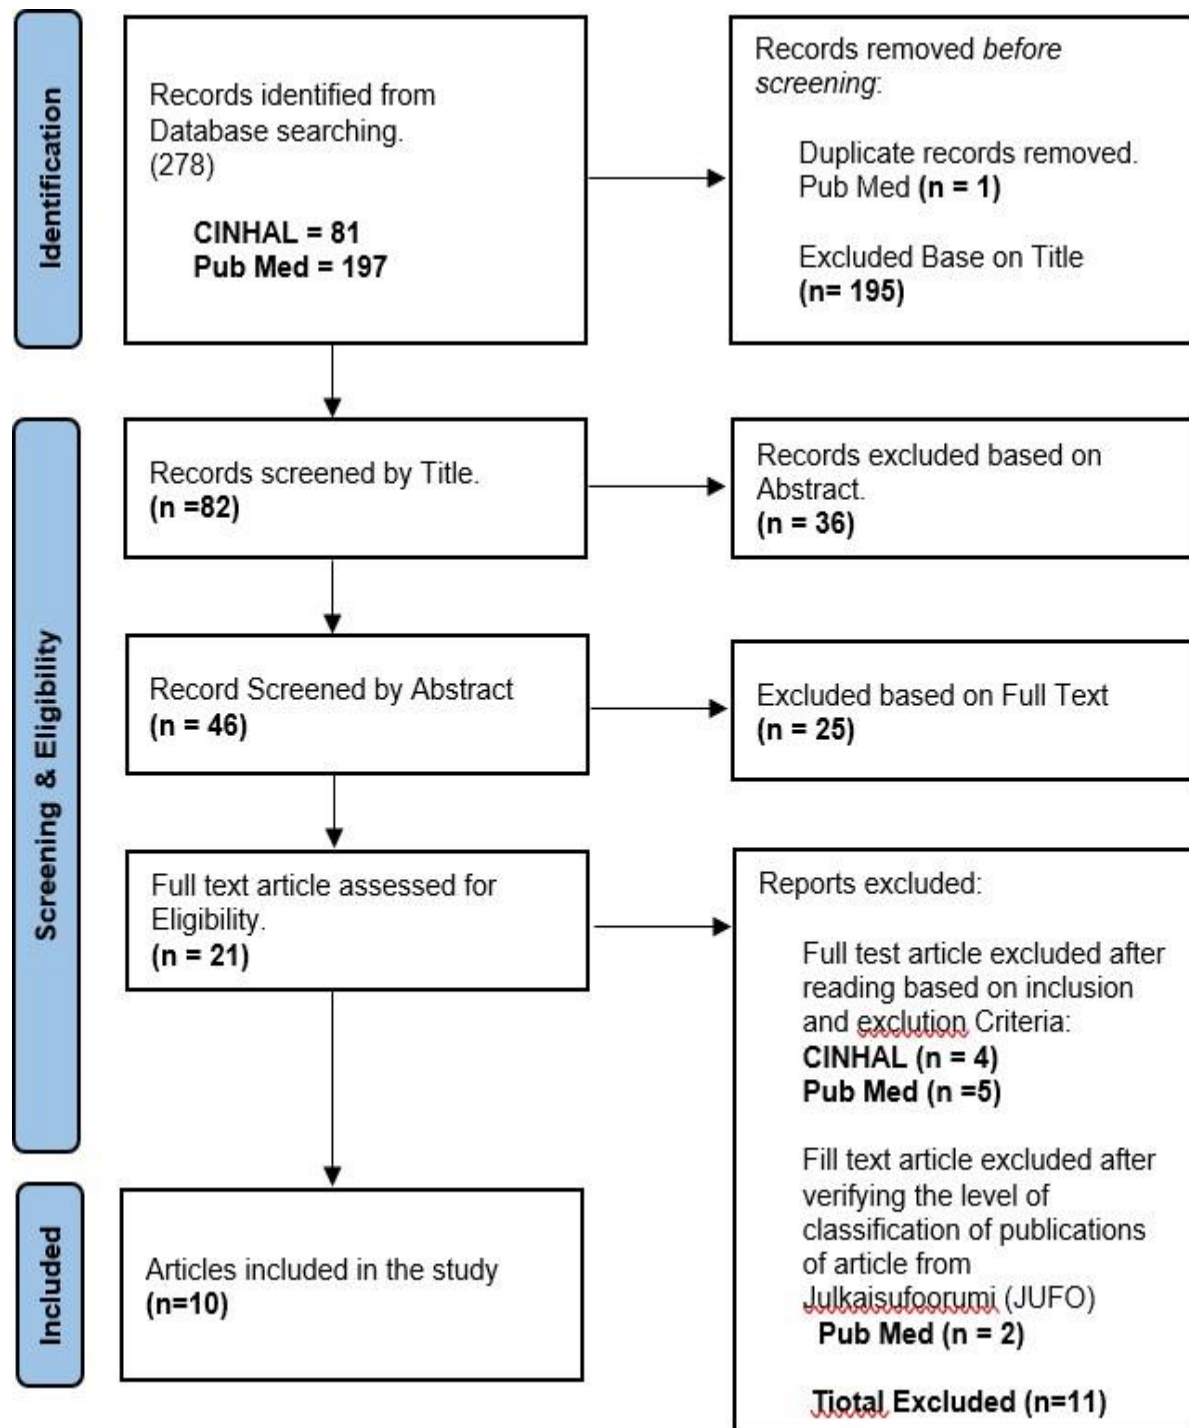 Identification
Records identified from
Database searching.
(278)
CINHAL = 81
Pub Med = 197
Records removed before
screening:
Duplicate records removed.
Pub Med (n = 1)
Excluded Base on Title
(n= 195)
Screening & Eligibility
Records screened by Title.
(n =82)
Records excluded based on
Abstract.
(n = 36)
Record Screened by Abstract
(n = 46)
Excluded based on Full Text
(n = 25)
Full text article assessed for
Eligibility.
(n = 21)
Reports excluded:
Full test article excluded after
reading based on inclusion
and exclution Criteria:
CINHAL (n = 4)
Pub Med (n =5)
Fill text article excluded after
verifying the level of
classification of publications
of article from
Julkaisufoorumi (JUFO)
Pub Med (n = 2)
Tiotal Excluded (n=11)
Included
Articles included in the study
(n=10)